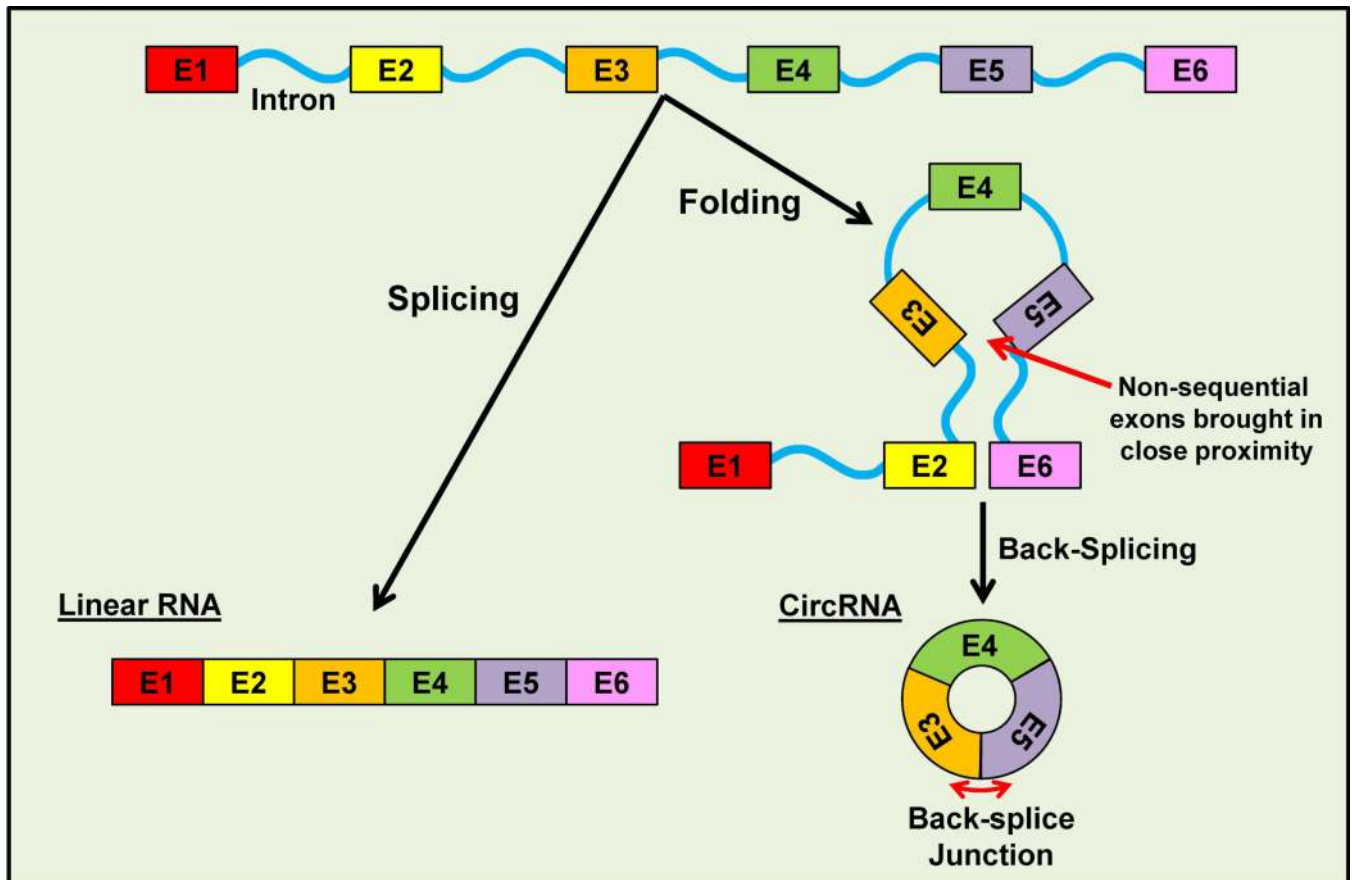 E1 E2 E3 E4 E5 E6
Intron
Folding
E4
Splicing
E3 E5
Non-sequential
exons brought in
close proximity
E1 E2 E6
Back-Splicing
Linear RNA
CircRNA
E1 E2 E3 E4 E5 E6
E4
E3 E5
Back-splice
Junction